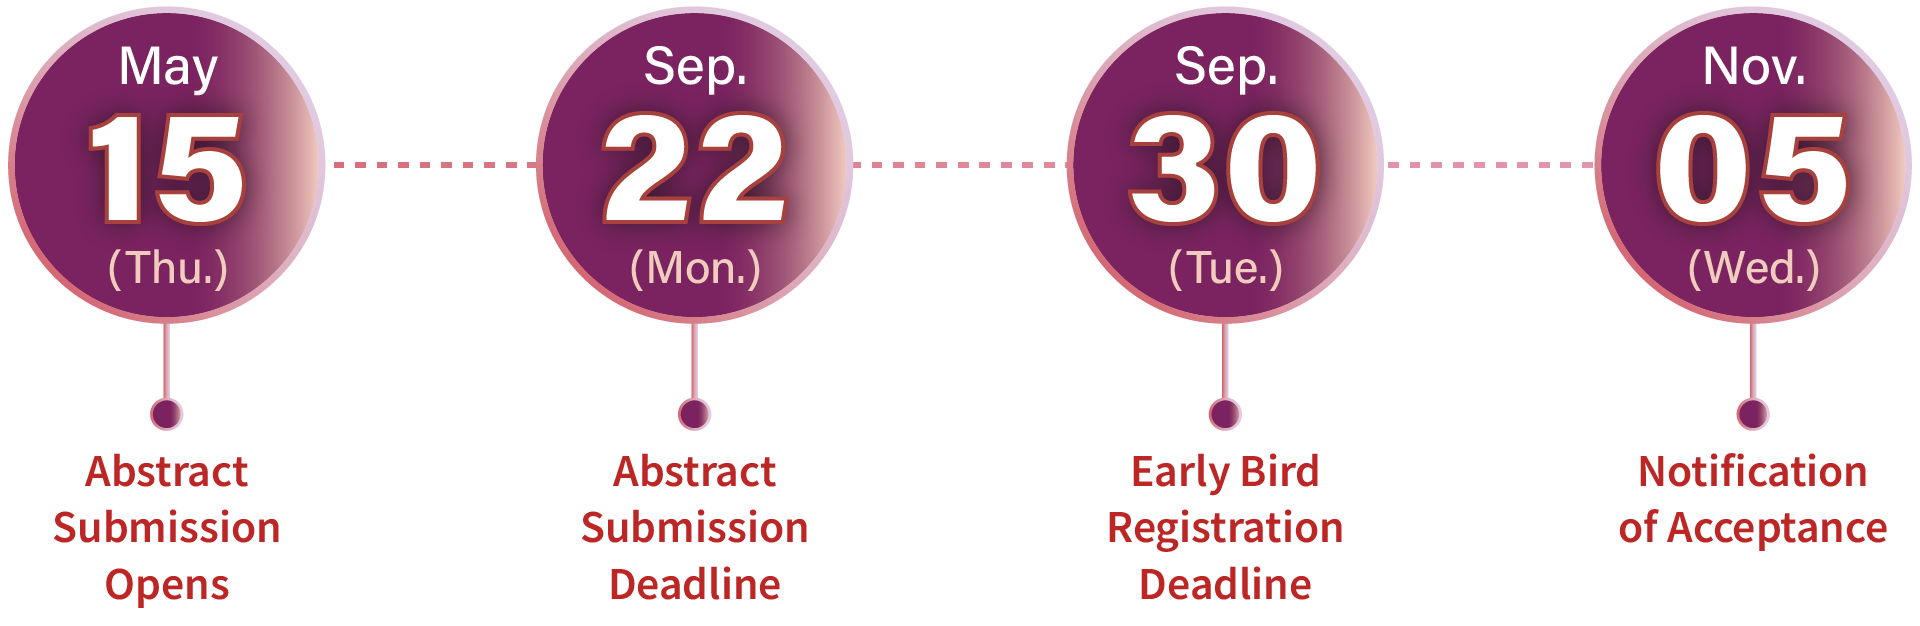 May
15
(Thu.)
Abstract
Submission
Opens
Sep.
22
(Mon.)
Abstract
Submission
Deadline
Sep.
30
(Tue.)
Early Bird
Registration
Deadline
Nov.
05
(Wed.)
Notification
of Acceptance